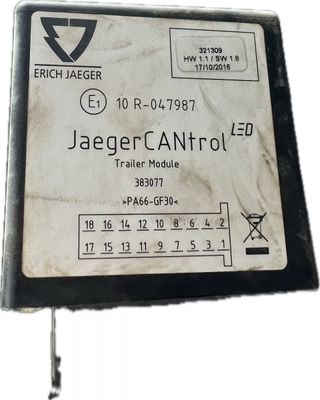 ERICH JAEGER
321309
HW 1.1 / SW 1.8
17/10/2016
E1 10 R-047987
JaegerCANtrol LED
Trailer Module
383077
>PA66-GF30<
18 16 14 12 10 8 6 4 2
17 15 13 11 9 7 5 3 1